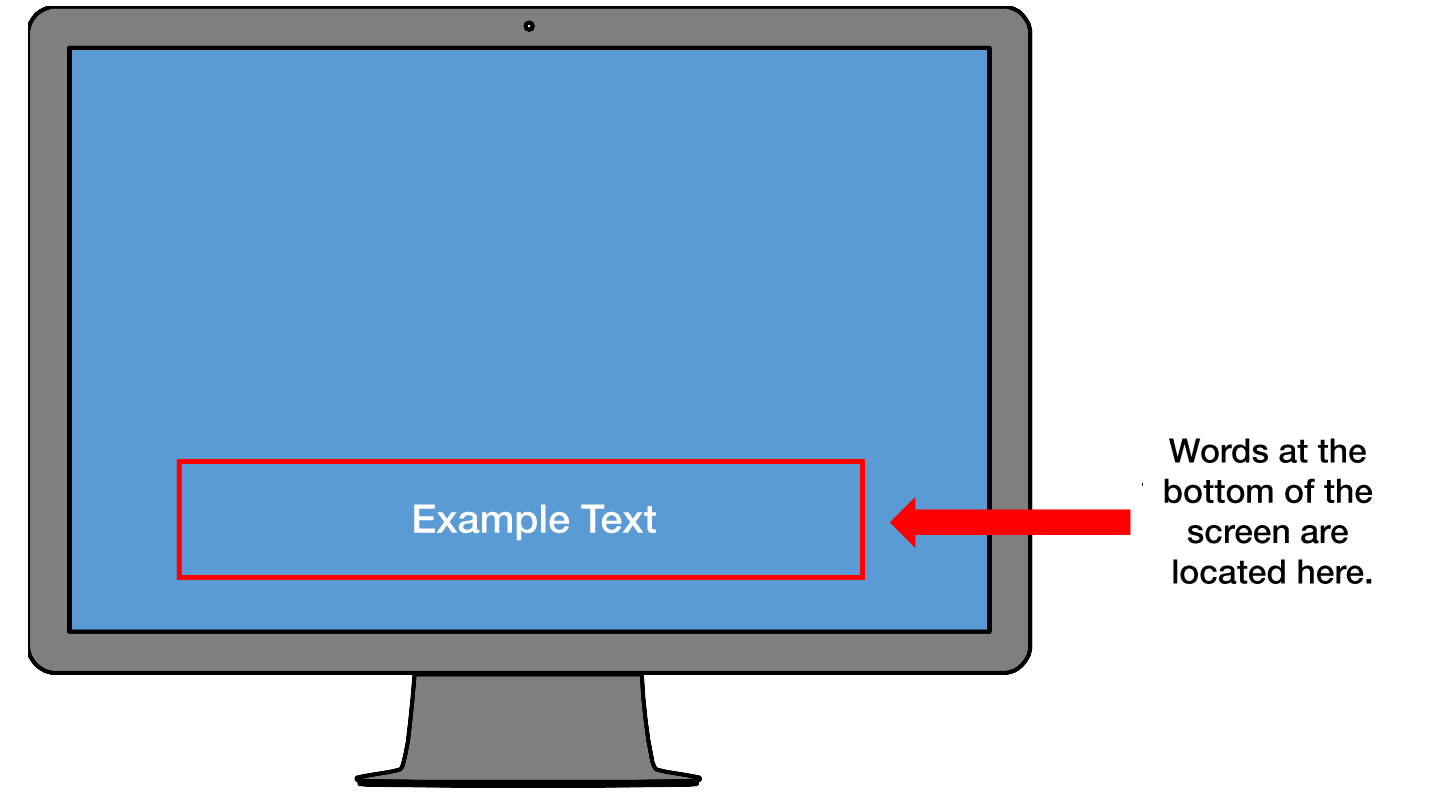 Example Text
Words at the
bottom of the
screen are
located here.